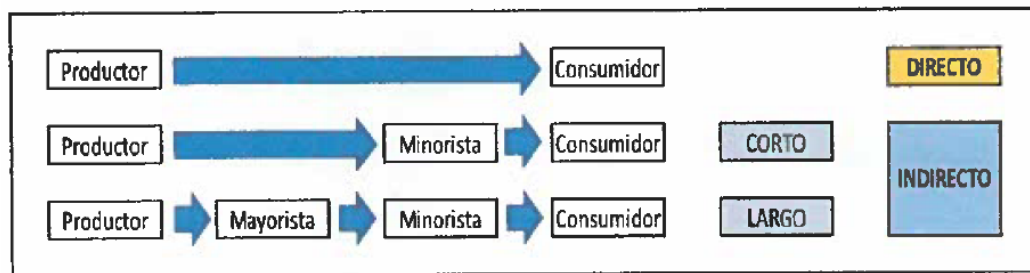 Productor Consumidor DIRECTO
Productor Minorista Consumidor CORTO
INDIRECTO
Productor Mayorista Minorista Consumidor LARGO